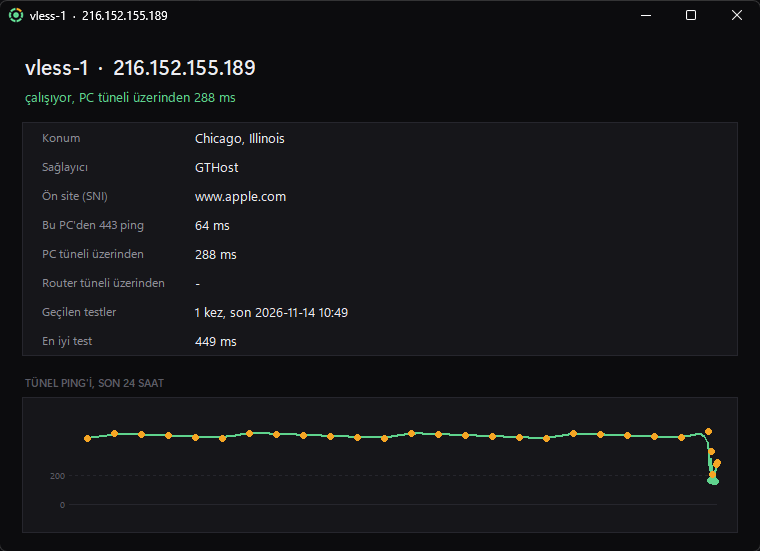 vless-1 · 216.152.155.189
vless-1 · 216.152.155.189
çalışıyor, PC tüneli üzerinden 288 ms
Konum Chicago, Illinois
Sağlayıcı GTHost
Ön site (SNI) www.apple.com
Bu PC'den 443 ping 64 ms
PC tüneli üzerinden 288 ms
Router tüneli üzerinden -
Geçilen testler 1 kez, son 2026-11-14 10:49
En iyi test 449 ms
TÜNEL PING'İ, SON 24 SAAT
200
0